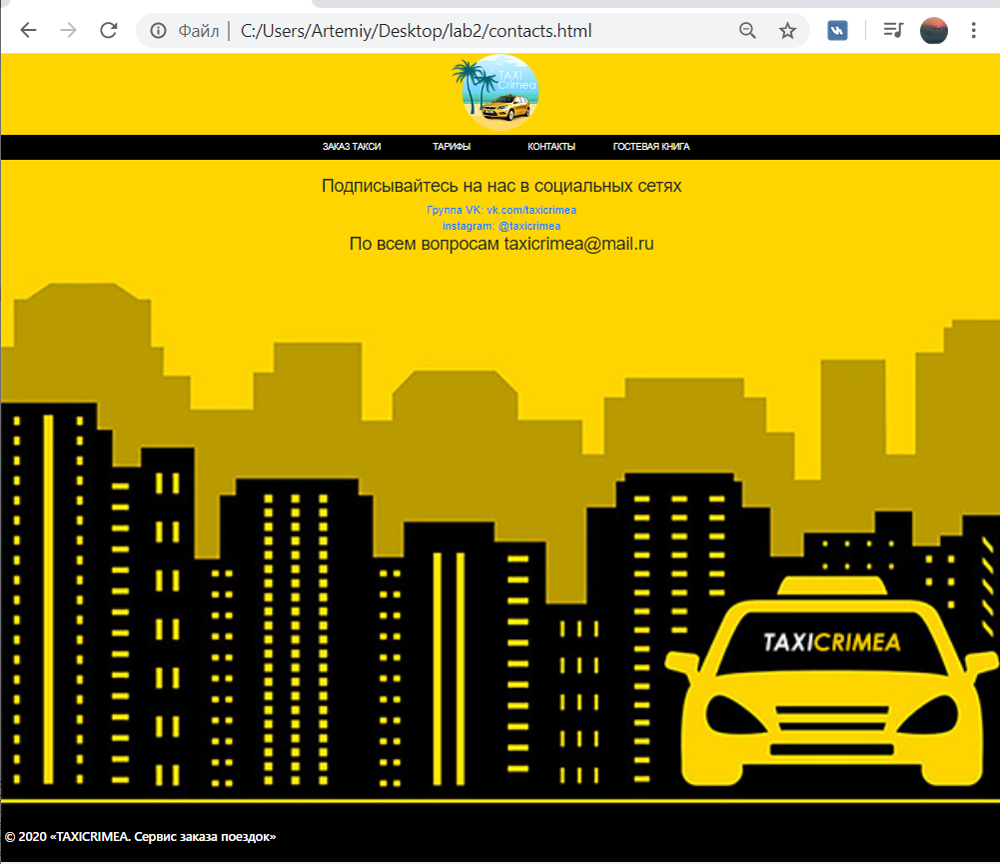 Файл | C:/Users/Artemiy/Desktop/lab2/contacts.html
TAXI
Crimea
ЗАКАЗ ТАКСИ ТАРИФЫ КОНТАКТЫ ГОСТЕВАЯ КНИГА
Подписывайтесь на нас в социальных сетях
Группа VK: vk.com/taxicrimea
instagram: @taxicrimea
По всем вопросам taxicrimea@mail.ru
TAXICRIMEA
© 2020 «TAXICRIMEA. Сервис заказа поездок»